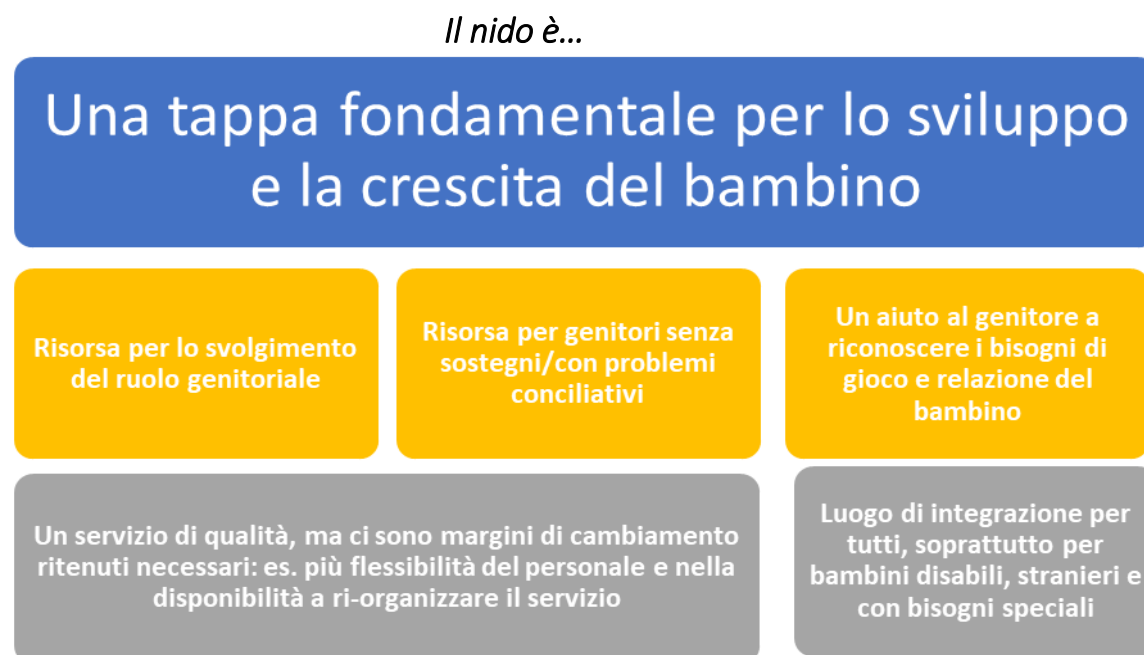 Il nido è...
Una tappa fondamentale per lo sviluppo
e la crescita del bambino
Risorsa per lo svolgimento
del ruolo genitoriale
Risorsa per genitori senza
sostegni/con problemi
conciliativi
Un aiuto al genitore a
riconoscere i bisogni di
gioco e relazione del
bambino
Un servizio di qualità, ma ci sono margini di cambiamento
ritenuti necessari: es. più flessibilità del personale e nella
disponibilità a ri-organizzare il servizio
Luogo di integrazione per
tutti, soprattutto per
bambini disabili, stranieri e
con bisogni speciali